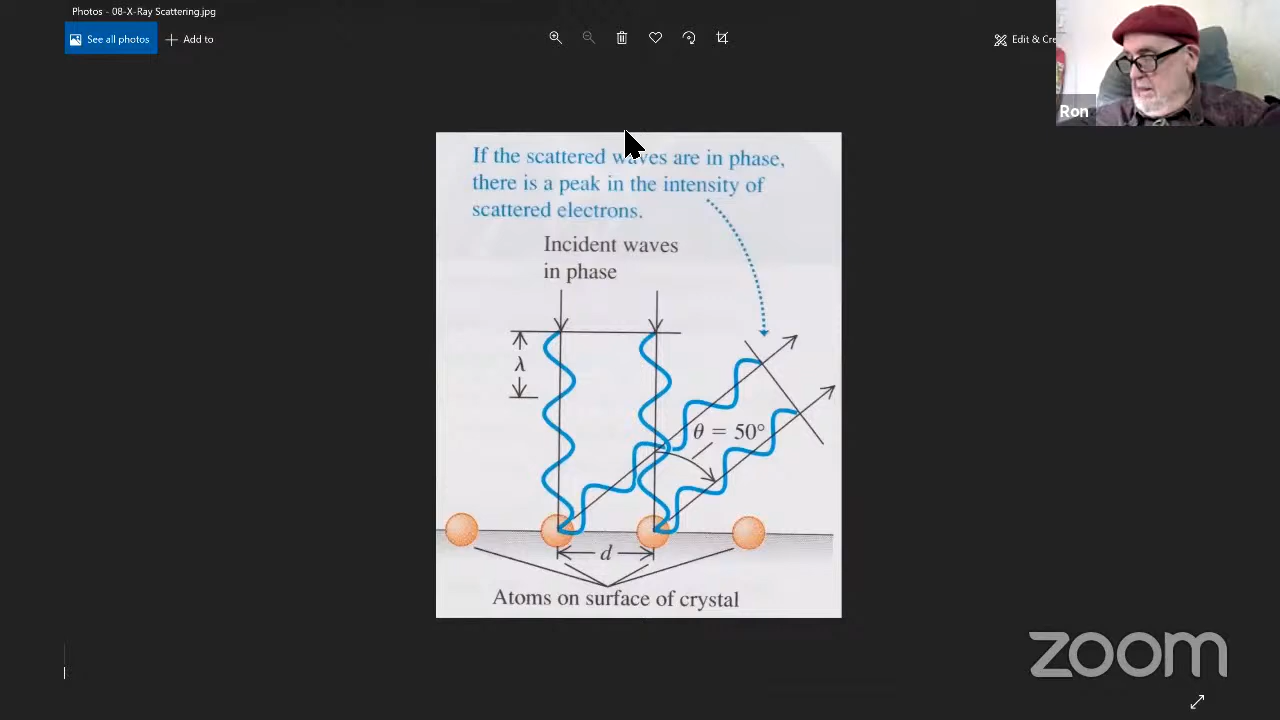 Photos - 08-X-Ray Scattering.jpg
See all photos
Add to
Edit & Cre
Ron
If the scattered waves are in phase,
there is a peak in the intensity of
scattered electrons.
Incident waves
in phase
λ
θ = 50°
d
Atoms on surface of crystal
zoom